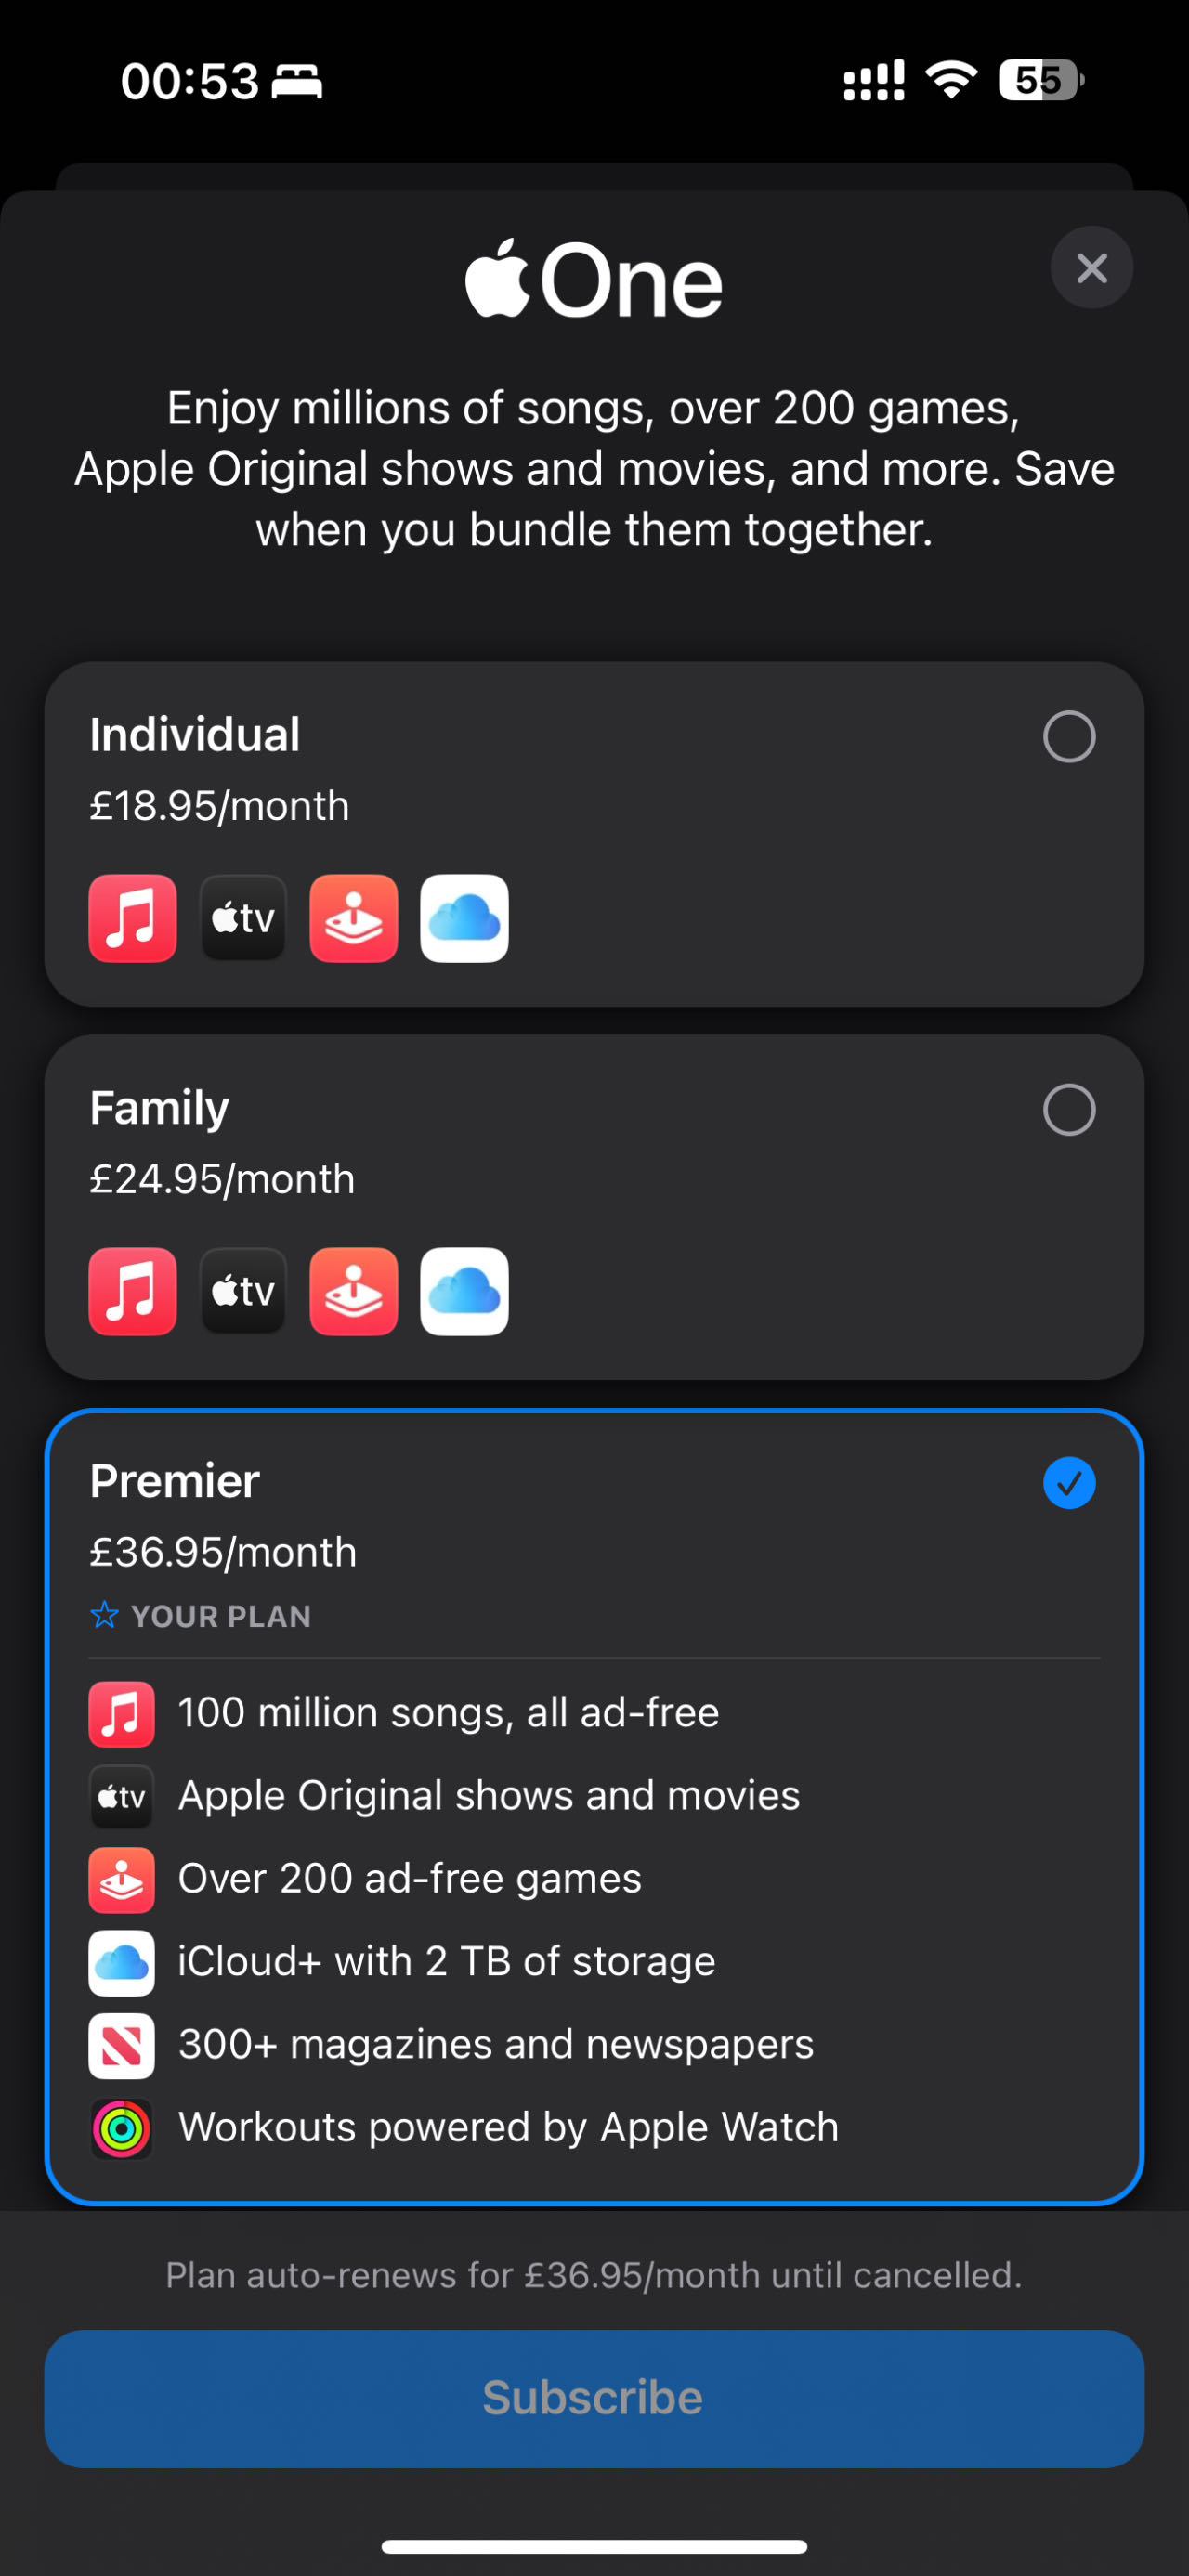 00:53
55
One
Enjoy millions of songs, over 200 games,
Apple Original shows and movies, and more. Save
when you bundle them together.
Individual
£18.95/month
tv
Family
£24.95/month
tv
Premier
£36.95/month
YOUR PLAN
100 million songs, all ad-free
tv
Apple Original shows and movies
Over 200 ad-free games
iCloud+ with 2 TB of storage
300+ magazines and newspapers
Workouts powered by Apple Watch
Plan auto-renews for £36.95/month until cancelled.
Subscribe